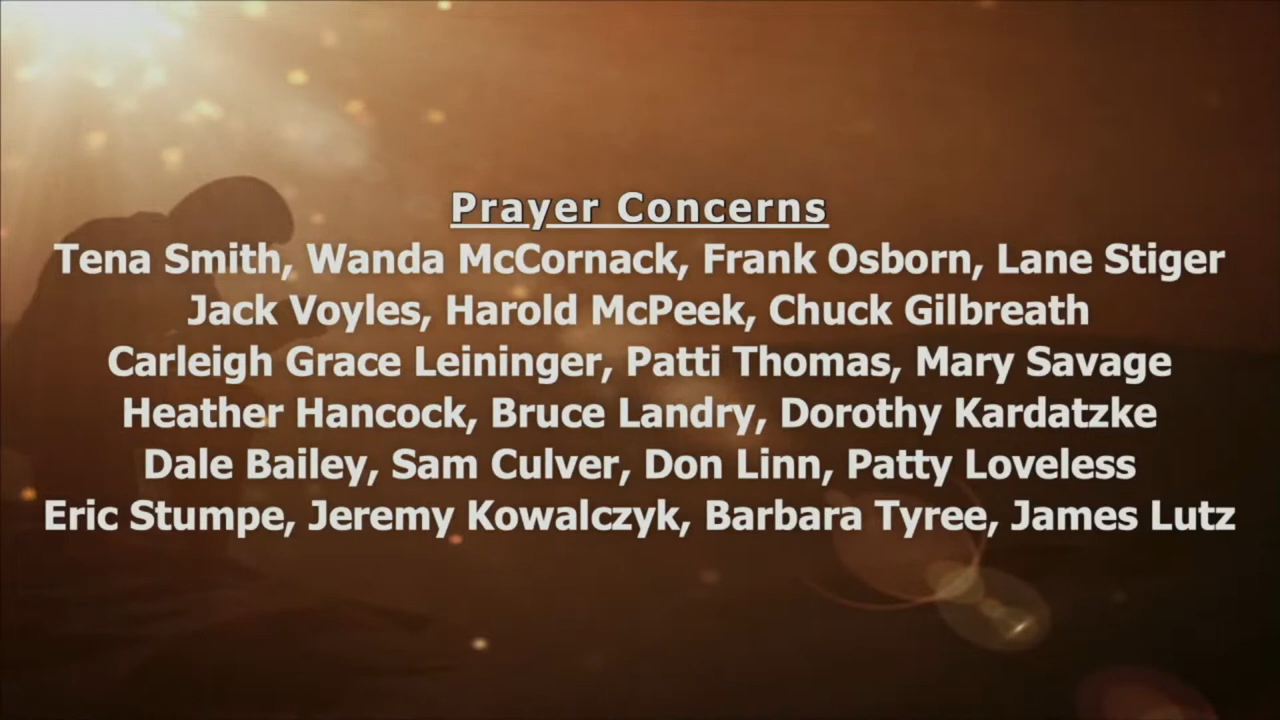 Prayer Concerns
Tena Smith, Wanda McCornack, Frank Osborn, Lane Stiger
Jack Voyles, Harold McPeek, Chuck Gilbreath
Carleigh Grace Leininger, Patti Thomas, Mary Savage
Heather Hancock, Bruce Landry, Dorothy Kardatzke
Dale Bailey, Sam Culver, Don Linn, Patty Loveless
Eric Stumpe, Jeremy Kowalczyk, Barbara Tyree, James Lutz